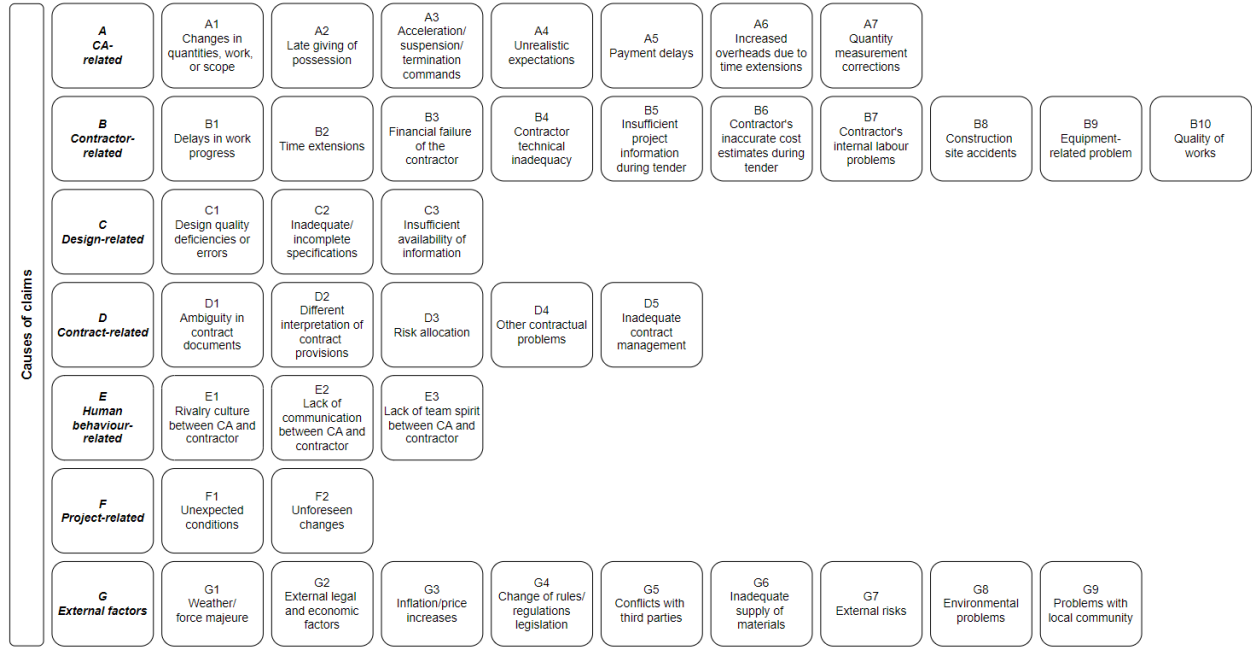 Causes of claims
A
CA-
related
A1
Changes in
quantities, work,
or scope
A2
Late giving of
possession
A3
Acceleration/
suspension/
termination
commands
A4
Unrealistic
expectations
A5
Payment delays
A6
Increased
overheads due to
time extensions
A7
Quantity
measurement
corrections
B
Contractor-
related
B1
Delays in work
progress
B2
Time extensions
B3
Financial failure
of the
contractor
B4
Contractor
technical
inadequacy
B5
Insufficient
project
information
during tender
B6
Contractor's
inaccurate cost
estimates during
tender
B7
Contractor's
internal labour
problems
B8
Construction
site accidents
B9
Equipment-
related problem
B10
Quality of
works
C
Design-related
C1
Design quality
deficiencies or
errors
C2
Inadequate/
incomplete
specifications
C3
Insufficient
availability of
information
D
Contract-related
D1
Ambiguity in
contract
documents
D2
Different
interpretation of
contract
provisions
D3
Risk allocation
D4
Other contractual
problems
D5
Inadequate
contract
management
E
Human
behaviour-
related
E1
Rivalry culture
between CA and
contractor
E2
Lack of
communication
between CA and
contractor
E3
Lack of team spirit
between CA and
contractor
F
Project-related
F1
Unexpected
conditions
F2
Unforeseen
changes
G
External factors
G1
Weather/
force majeure
G2
External legal
and economic
factors
G3
Inflation/price
increases
G4
Change of rules/
regulations
legislation
G5
Conflicts with
third parties
G6
Inadequate
supply of
materials
G7
External risks
G8
Environmental
problems
G9
Problems with
local community